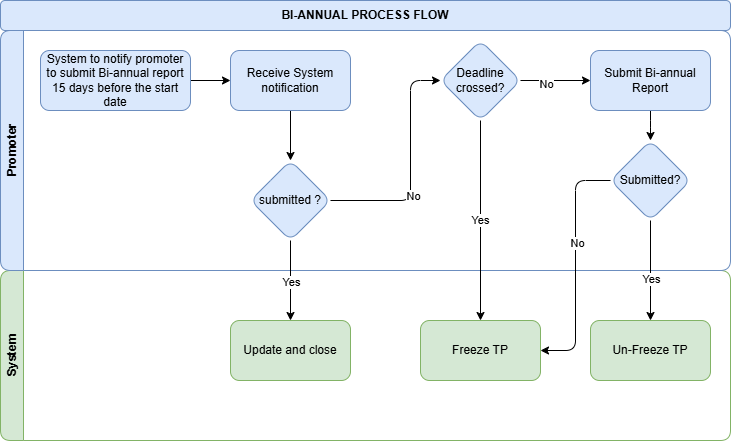 BI-ANNUAL PROCESS FLOW
Promoter
System to notify promoter
to submit Bi-annual report
15 days before the start
date
Receive System
notification
Deadline
crossed?
No
Submit Bi-annual
Report
submitted ?
No
Submitted?
Yes
No
Yes
Yes
System
Update and close
Freeze TP
Un-Freeze TP